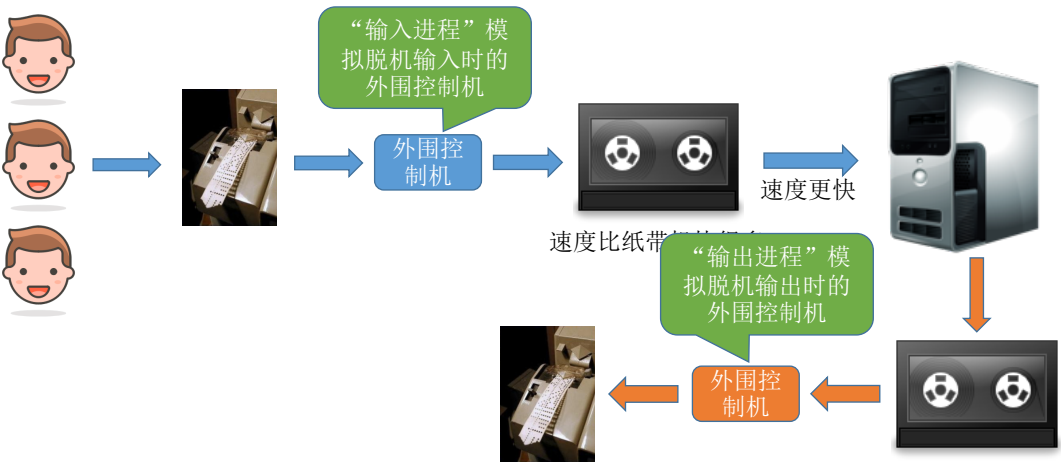 “输入进程”模
拟脱机输入时的
外围控制机
外围控
制机
速度更快
速度比纸带
“输出进程”模
拟脱机输出时的
外围控制机
外围控
制机